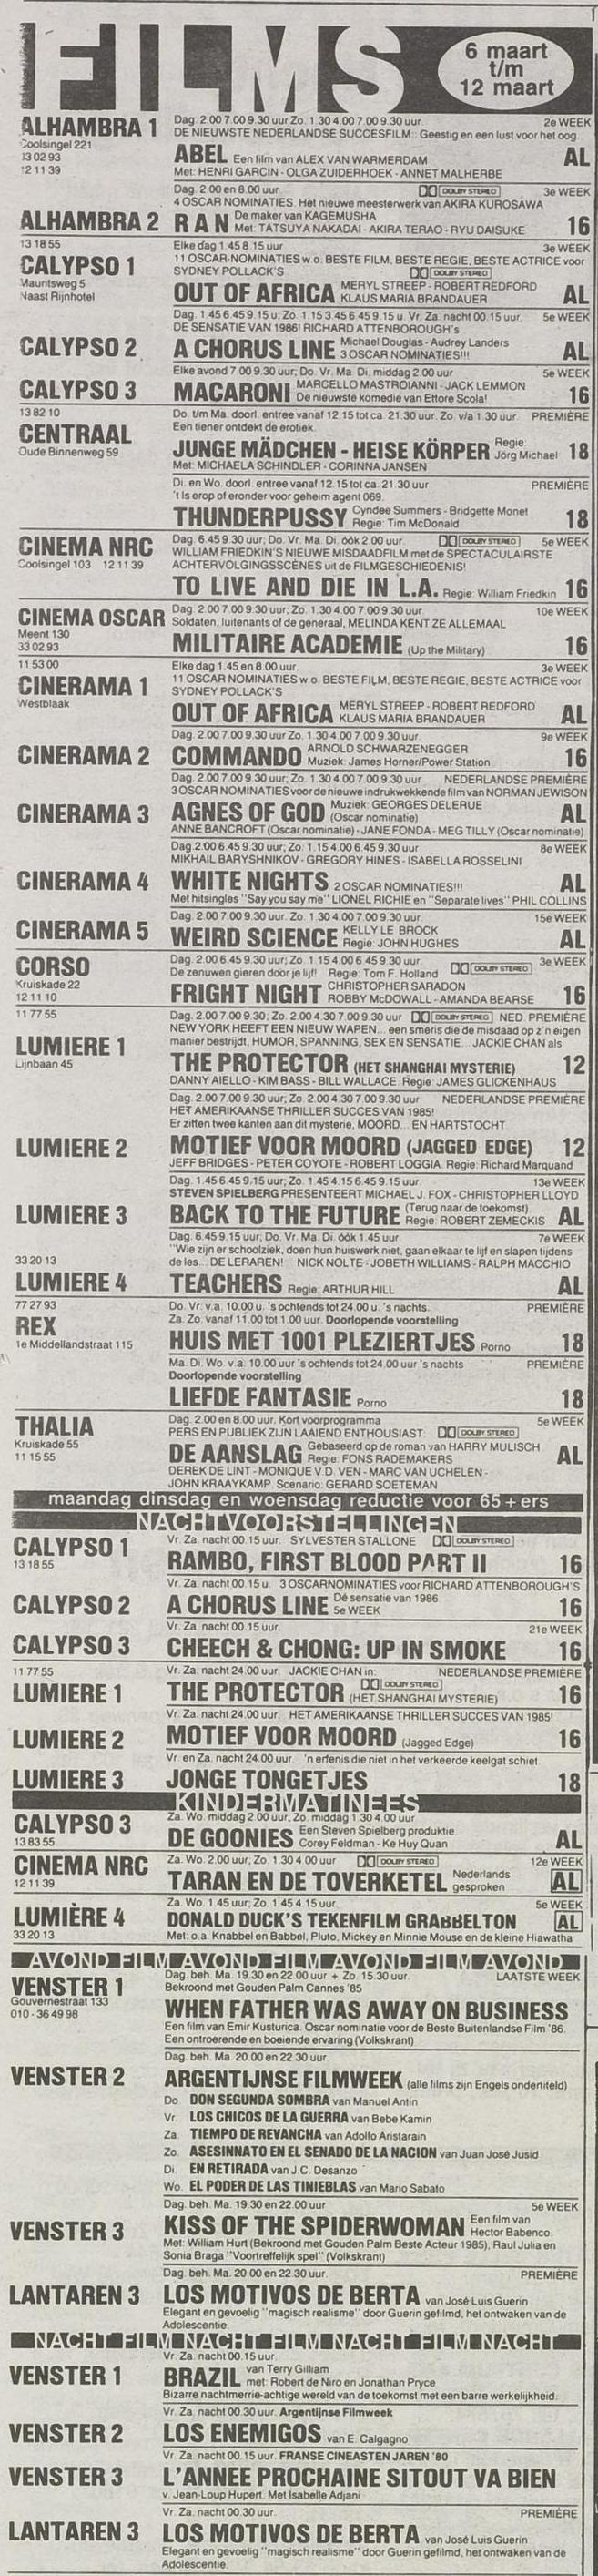 FILMS
6 maart
t/m
12 maart
ALHAMBRA 1
Coolsingel 221
13 02 93
12 11 39
Dag. 2.00 7.00 9.30 uur Zo. 1.30 4.00 7.00 9.30 uur. 2e WEEK
DE NIEUWSTE NEDERLANDSE SUCCESFILM: Geestig en een lust voor het oog.
ABEL Een film van ALEX VAN WARMERDAM AL
Met: HENRI GARCIN - OLGA ZUIDERHOEK - ANNET MALHERBE
Dag. 2.00 en 8.00 uur. DOLBY STEREO 3e WEEK
4 OSCAR NOMINATIES. Het nieuwe meesterwerk van AKIRA KUROSAWA
ALHAMBRA 2 RAN De maker van KAGEMUSHA 16
Met: TATSUYA NAKADAI - AKIRA TERAO - RYU DAISUKE
13 18 55
CALYPSO 1
Mauritsweg 5
Naast Rijnhotel
Elke dag 1.45 8.15 uur 3e WEEK
11 OSCAR-NOMINATIES w.o. BESTE FILM, BESTE REGIE, BESTE ACTRICE voor
SYDNEY POLLACK'S DOLBY STEREO
OUT OF AFRICA MERYL STREEP - ROBERT REDFORD AL
KLAUS MARIA BRANDAUER
Dag. 1.45 6.45 9.15 u; Zo. 1.15 3.45 6.45 9.15 u. Vr. Za. nacht 00.15 uur. 5e WEEK
DE SENSATIE VAN 1986! RICHARD ATTENBOROUGH's
CALYPSO 2 A CHORUS LINE Michael Douglas - Audrey Landers AL
3 OSCAR NOMINATIES!!!
Elke avond 7.00 9.30 uur; Do. Vr. Ma. Di. middag 2.00 uur 5e WEEK
CALYPSO 3 MACARONI MARCELLO MASTROIANNI - JACK LEMMON 16
De nieuwste komedie van Ettore Scola!
13 82 10
CENTRAAL
Oude Binnenweg 59
Do. t/m Ma. doorl. entree vanaf 12.15 tot ca. 21.30 uur. Zo. v/a 1.30 uur. PREMIÈRE
Een tiener ontdekt de erotiek.
JUNGE MÄDCHEN - HEISE KÖRPER Regie: Jörg Michael 18
Met: MICHAELA SCHINDLER - CORINNA JANSEN
Di. en Wo. doorl. entree vanaf 12.15 tot ca. 21.30 uur PREMIÈRE
't Is erop of eronder voor geheim agent 069.
THUNDERPUSSY Cyndee Summers - Bridgette Monet 18
Regie: Tim McDonald
CINEMA NRC
Coolsingel 103 12 11 39
Dag. 6.45 9.30 uur; Do. Vr. Ma. Di. óók 2.00 uur. DOLBY STEREO 5e WEEK
WILLIAM FRIEDKIN'S NIEUWE MISDAADFILM met de SPECTACULAIRSTE
ACHTERVOLGINGSSCÈNES uit de FILMGESCHIEDENIS!
TO LIVE AND DIE IN L.A. Regie: William Friedkin 16
CINEMA OSCAR
Meent 130
33 02 93
Dag. 2.00 7.00 9.30 uur; Zo. 1.30 4.00 7.00 9.30 uur. 10e WEEK
Soldaten, luitenants of de generaal, MELINDA KENT ZE ALLEMAAL
MILITAIRE ACADEMIE (Up the Military) 16
11 53 00
CINERAMA 1
Westblaak
Elke dag 1.45 en 8.00 uur. 3e WEEK
11 OSCAR NOMINATIES w.o. BESTE FILM, BESTE REGIE, BESTE ACTRICE voor
SYDNEY POLLACK'S
OUT OF AFRICA MERYL STREEP - ROBERT REDFORD AL
KLAUS MARIA BRANDAUER
Dag. 2.00 7.00 9.30 uur Zo. 1.30 4.00 7.00 9.30 uur. 9e WEEK
CINERAMA 2 COMMANDO ARNOLD SCHWARZENEGGER 16
Muziek: James Horner/Power Station
Dag. 2.00 7.00 9.30 uur; Zo. 1.30 4.00 7.00 9.30 uur NEDERLANDSE PREMIÈRE
3 OSCAR NOMINATIES voor de nieuwe indrukwekkende film van NORMAN JEWISON
CINERAMA 3 AGNES OF GOD Muziek: GEORGES DELERUE AL
(Oscar nominatie)
ANNE BANCROFT (Oscar nominatie) - JANE FONDA - MEG TILLY (Oscar nominatie)
Dag. 2.00 6.45 9.30 uur; Zo. 1.15 4.00 6.45 9.30 uur 8e WEEK
MIKHAIL BARYSHNIKOV - GREGORY HINES - ISABELLA ROSSELINI
CINERAMA 4 WHITE NIGHTS 2 OSCAR NOMINATIES!!! AL
Met hitsingles "Say you say me" LIONEL RICHIE en "Separate lives" PHIL COLLINS
Dag. 2.00 7.00 9.30 uur. Zo. 1.30 4.00 7.00 9.30 uur 15e WEEK
CINERAMA 5 WEIRD SCIENCE KELLY LE BROCK AL
Regie: JOHN HUGHES
CORSO
Kruiskade 22
12 11 10
Dag. 2.00 6.45 9.30 uur; Zo. 1.15 4.00 6.45 9.30 uur. DOLBY STEREO 3e WEEK
De zenuwen gieren door je lijf! Regie: Tom F. Holland
FRIGHT NIGHT CHRISTOPHER SARADON 16
ROBBY McDOWALL - AMANDA BEARSE
11 77 55
LUMIERE 1
Lijnbaan 45
Dag. 2.00 7.00 9.30; Zo. 2.00 4.30 7.00 9.30 uur DOLBY STEREO NED. PREMIÈRE
NEW YORK HEEFT EEN NIEUW WAPEN... een smeris die de misdaad op z'n eigen
manier bestrijdt, HUMOR, SPANNING, SEX EN SENSATIE... JACKIE CHAN als
THE PROTECTOR (HET SHANGHAI MYSTERIE) 12
DANNY AIELLO - KIM BASS - BILL WALLACE. Regie: JAMES GLICKENHAUS
Dag. 2.00 7.00 9.30 uur; Zo. 2.00 4.30 7.00 9.30 uur NEDERLANDSE PREMIÈRE
HET AMERIKAANSE THRILLER SUCCES VAN 1985!
Er zitten twee kanten aan dit mysterie, MOORD... EN HARTSTOCHT
LUMIERE 2 MOTIEF VOOR MOORD (JAGGED EDGE) 12
JEFF BRIDGES - PETER COYOTE - ROBERT LOGGIA. Regie: Richard Marquand
Dag. 1.45 6.45 9.15 uur; Zo. 1.45 4.15 6.45 9.15 uur. 13e WEEK
STEVEN SPIELBERG PRESENTEERT MICHAEL J. FOX - CHRISTOPHER LLOYD
LUMIERE 3 BACK TO THE FUTURE (Terug naar de toekomst). AL
Regie: ROBERT ZEMECKIS
Dag. 6.45 9.15 uur; Do. Vr. Ma. Di. óók 1.45 uur. 7e WEEK
"Wie zijn er schoolziek, doen hun huiswerk niet, gaan elkaar te lijf en slapen tijdens
de les... DE LERAREN! NICK NOLTE - JOBETH WILLIAMS - RALPH MACCHIO
33 20 13
LUMIERE 4 TEACHERS Regie: ARTHUR HILL AL
77 27 93
REX
1e Middellandstraat 115
Do. Vr. v.a. 10.00 u. 's ochtends tot 24.00 u. 's nachts. PREMIÈRE
Za. Zo. vanaf 11.00 tot 1.00 uur. Doorlopende voorstelling
HUIS MET 1001 PLEZIERTJES Porno 18
Ma. Di. Wo. v.a. 10.00 uur 's ochtends tot 24.00 uur 's nachts PREMIÈRE
Doorlopende voorstelling
LIEFDE FANTASIE Porno 18
THALIA
Kruiskade 55
11 15 55
Dag. 2.00 en 8.00 uur. Kort voorprogramma 5e WEEK
PERS EN PUBLIEK ZIJN LAAIEND ENTHOUSIAST: DOLBY STEREO
DE AANSLAG Gebaseerd op de roman van HARRY MULISCH AL
Regie: FONS RADEMAKERS
DEREK DE LINT - MONIQUE V.D. VEN - MARC VAN UCHELEN -
JOHN KRAAYKAMP. Scenario: GERARD SOETEMAN
maandag dinsdag en woensdag reductie voor 65 + ers
NACHTVOORSTELLINGEN
CALYPSO 1
13 18 55
Vr. Za. nacht 00.15 uur. SYLVESTER STALLONE DOLBY STEREO
RAMBO, FIRST BLOOD PART II 16
Vr. Za. nacht 00.15 u. 3 OSCARNOMINATIES voor RICHARD ATTENBOROUGH'S
CALYPSO 2 A CHORUS LINE Dé sensatie van 1986 16
5e WEEK
Vr. Za. nacht 00.15 uur. 21e WEEK
CALYPSO 3 CHEECH & CHONG: UP IN SMOKE 16
11 77 55
Vr. Za. nacht 24.00 uur. JACKIE CHAN in: NEDERLANDSE PREMIÈRE
LUMIERE 1 THE PROTECTOR DOLBY STEREO 16
(HET SHANGHAI MYSTERIE)
Vr. Za. nacht 24.00 uur. HET AMERIKAANSE THRILLER SUCCES VAN 1985!
LUMIERE 2 MOTIEF VOOR MOORD (Jagged Edge) 16
Vr. en Za. nacht 24.00 uur. 'n erfenis die niet in het verkeerde keelgat schiet.
LUMIERE 3 JONGE TONGETJES 18
KINDERMATINEES
CALYPSO 3
13 83 55
Za. Wo. middag 2.00 uur; Zo. middag 1.30 4.00 uur.
DE GOONIES Een Steven Spielberg produktie AL
Corey Feldman - Ke Huy Quan
CINEMA NRC
12 11 39
Za. Wo. 2.00 uur; Zo. 1.30 4.00 uur DOLBY STEREO 12e WEEK
TARAN EN DE TOVERKETEL Nederlands gesproken AL
Za. Wo. 1.45 uur; Zo. 1.45 4.15 uur. 5e WEEK
LUMIÈRE 4
33 20 13
DONALD DUCK'S TEKENFILM GRABBELTON AL
Met: o.a. Knabbel en Babbel, Pluto, Mickey en Minnie Mouse en de kleine Hiawatha
AVOND FILM AVOND FILM AVOND FILM AVOND
VENSTER 1
Gouvernestraat 133
010 - 36 49 98
Dag. beh. Ma. 19.30 en 22.00 uur + Zo. 15.30 uur. LAATSTE WEEK
Bekroond met Gouden Palm Cannes '85
WHEN FATHER WAS AWAY ON BUSINESS
Een film van Emir Kusturica. Oscar nominatie voor de Beste Buitenlandse Film '86.
Een ontroerende en boeiende ervaring (Volkskrant)
Dag. beh. Ma. 20.00 en 22.30 uur.
VENSTER 2 ARGENTIJNSE FILMWEEK (alle films zijn Engels ondertiteld)
Do. DON SEGUNDA SOMBRA van Manuel Antin
Vr. LOS CHICOS DE LA GUERRA van Bebe Kamin
Za. TIEMPO DE REVANCHA van Adolfo Aristarain
Zo. ASESINNATO EN EL SENADO DE LA NACION van Juan José Jusid
Di. EN RETIRADA van J.C. Desanzo
Wo. EL PODER DE LAS TINIEBLAS van Mario Sabato
Dag. beh. Ma. 19.30 en 22.00 uur 5e WEEK
VENSTER 3 KISS OF THE SPIDERWOMAN Een film van Hector Babenco.
Met: William Hurt (Bekroond met Gouden Palm Beste Acteur 1985), Raul Julia en
Sonia Braga "Voortreffelijk spel" (Volkskrant)
Dag. beh. Ma. 20.00 en 22.30 uur. PREMIÈRE
LANTAREN 3 LOS MOTIVOS DE BERTA van José Luis Guerin
Elegant en gevoelig "magisch realisme" door Guerin gefilmd, het ontwaken van de
Adolescentie.
NACHT FILM NACHT FILM NACHT FILM NACHT
Vr. Za. nacht 00.15 uur.
VENSTER 1 BRAZIL van Terry Gilliam
met: Robert de Niro en Jonathan Pryce
Bizarre nachtmerrie-achtige wereld van de toekomst met een barre werkelijkheid.
Vr. Za. nacht 00.30 uur. Argentijnse Filmweek
VENSTER 2 LOS ENEMIGOS van E. Calgagno
Vr. Za. nacht 00.15 uur. FRANSE CINEASTEN JAREN '80
VENSTER 3 L'ANNEE PROCHAINE SITOUT VA BIEN
v. Jean-Loup Hupert. Met Isabelle Adjani
Vr. Za. nacht 00.30 uur. PREMIÈRE
LANTAREN 3 LOS MOTIVOS DE BERTA van José Luis Guerin
Elegant en gevoelig "magisch realisme" door Guerin gefilmd, het ontwaken van de
Adolescentie.